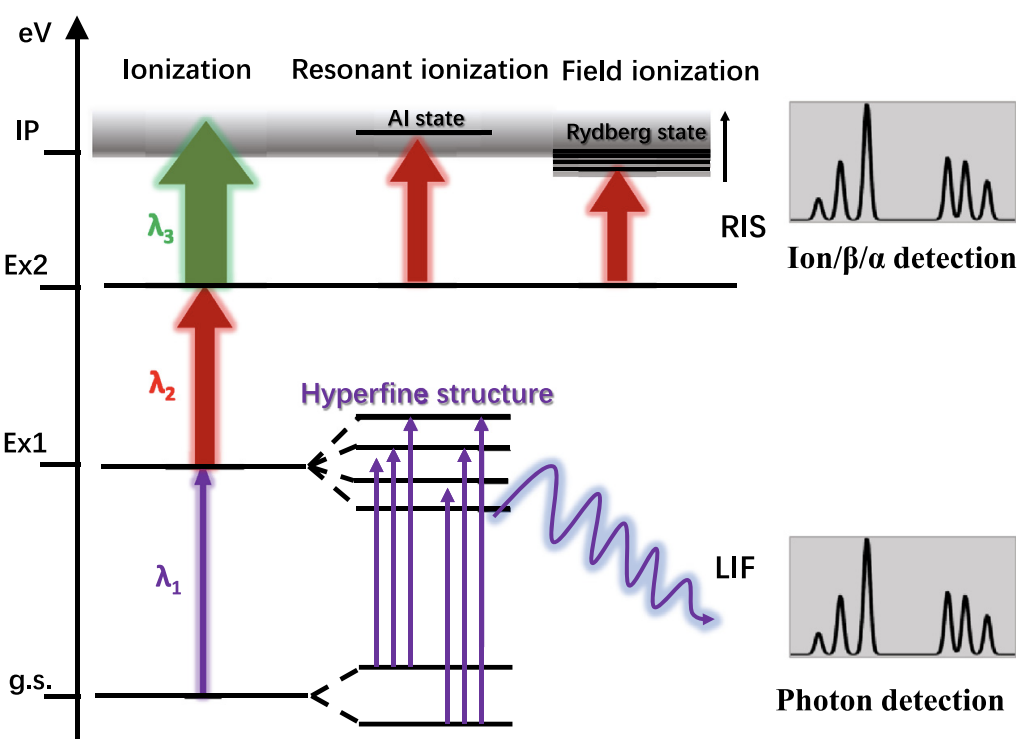 eV
Ionization
Resonant ionization
Field ionization
IP
AI state
Rydberg state
λ3
RIS
Ion/β/α detection
Ex2
λ2
Hyperfine structure
Ex1
λ1
LIF
g.s.
Photon detection